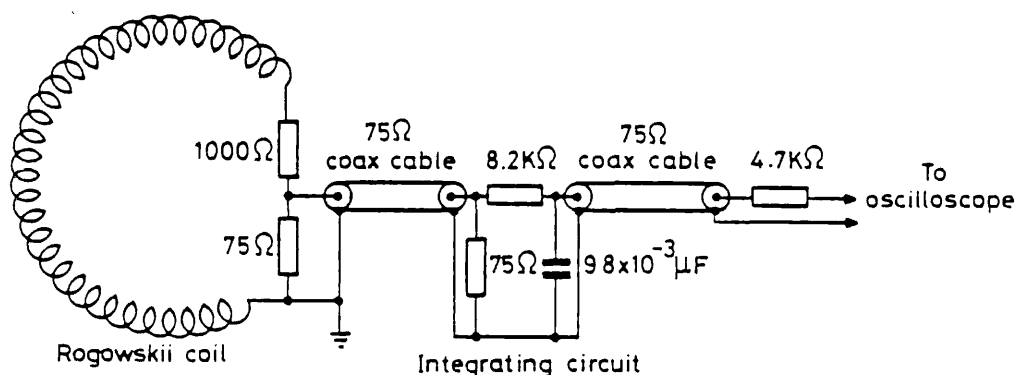 1000Ω
75Ω
Rogowskii coil
75Ω
coax cable
8.2KΩ
75Ω
9.8x10⁻³μF
Integrating circuit
75Ω
coax cable
4.7KΩ
To
oscilloscope